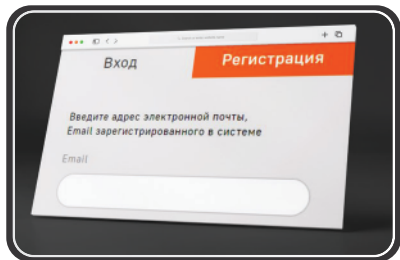 Вход
Регистрация
Введите адрес электронной почты,
Email зарегистрированного в системе
Email